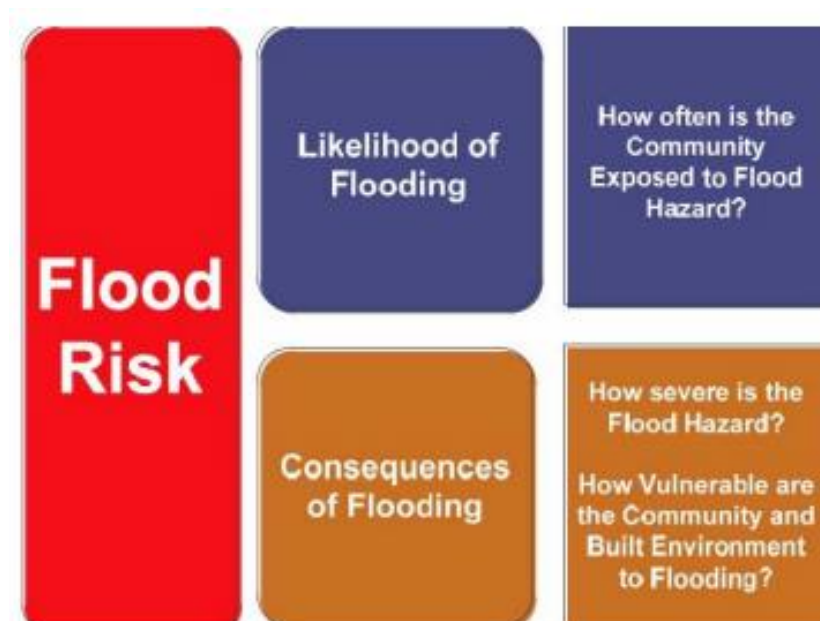 Flood
Risk
Likelihood of
Flooding
How often is the
Community
Exposed to Flood
Hazard?
Consequences
of Flooding
How severe is the
Flood Hazard?
How Vulnerable are
the Community and
Built Environment
to Flooding?